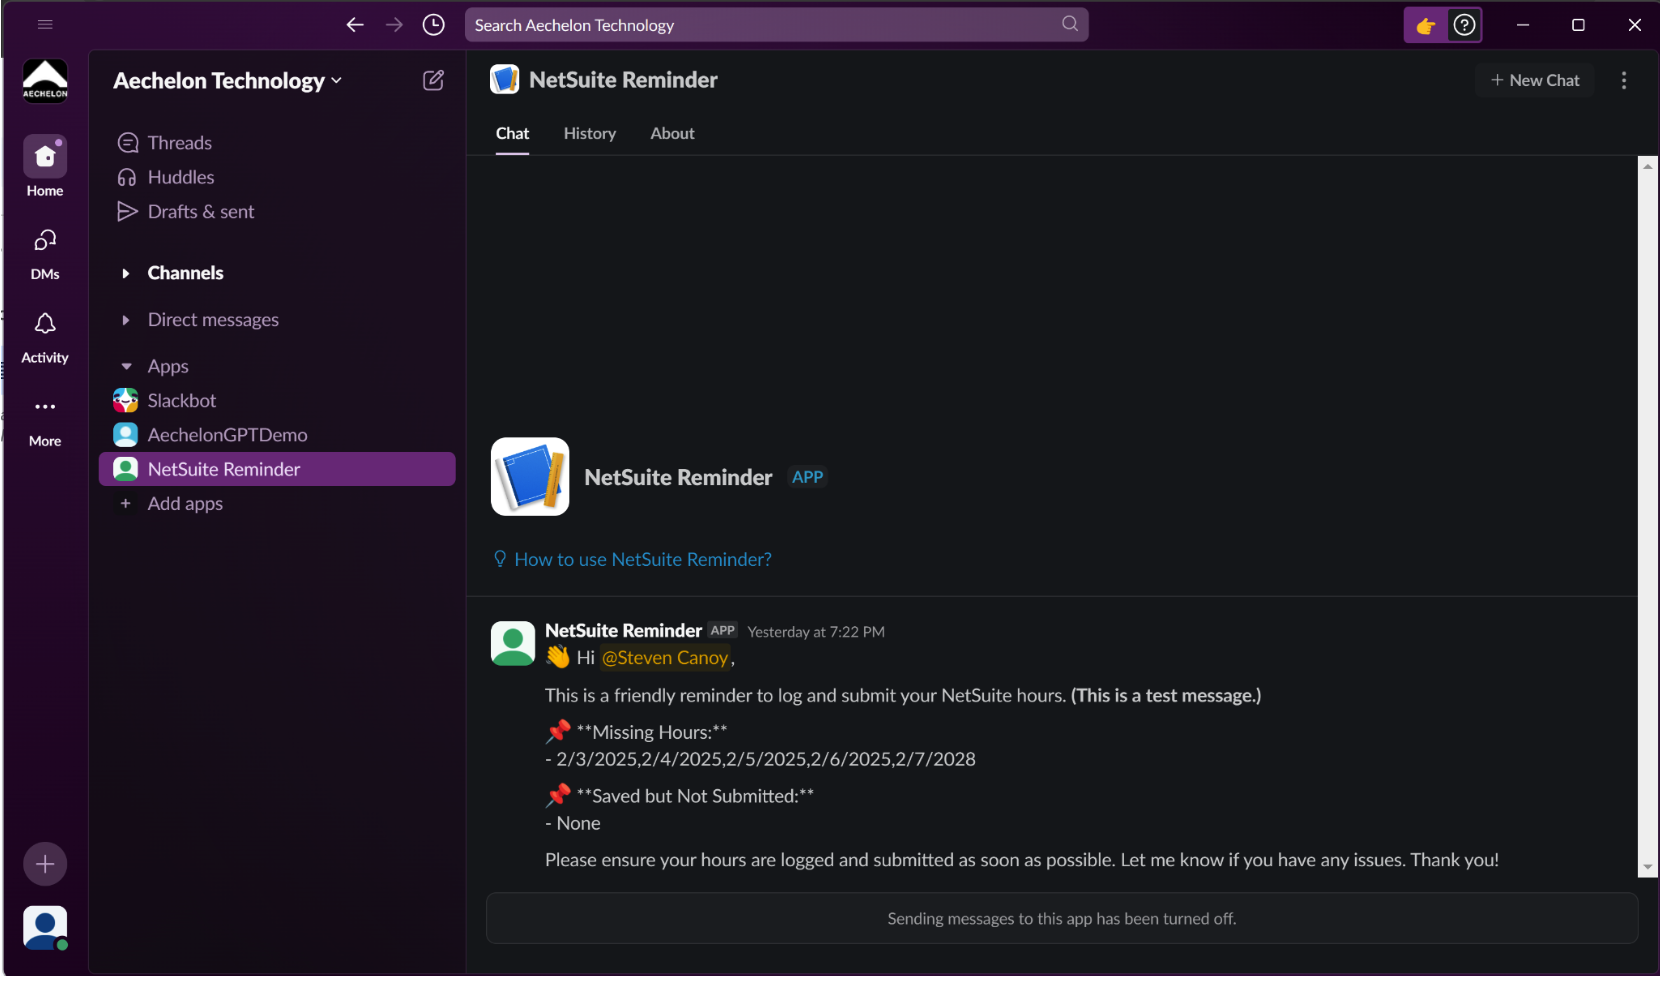 Search Aechelon Technology
AECHELON
Home
DMs
Activity
More
Aechelon Technology
Threads
Huddles
Drafts & sent
Channels
Direct messages
Apps
Slackbot
AechelonGPTDemo
NetSuite Reminder
+ Add apps
NetSuite Reminder
+ New Chat
Chat History About
NetSuite Reminder APP
How to use NetSuite Reminder?
NetSuite Reminder APP Yesterday at 7:22 PM
👋 Hi @Steven Canoy,
This is a friendly reminder to log and submit your NetSuite hours. (This is a test message.)
📌 **Missing Hours:**
- 2/3/2025,2/4/2025,2/5/2025,2/6/2025,2/7/2028
📌 **Saved but Not Submitted:**
- None
Please ensure your hours are logged and submitted as soon as possible. Let me know if you have any issues. Thank you!
Sending messages to this app has been turned off.